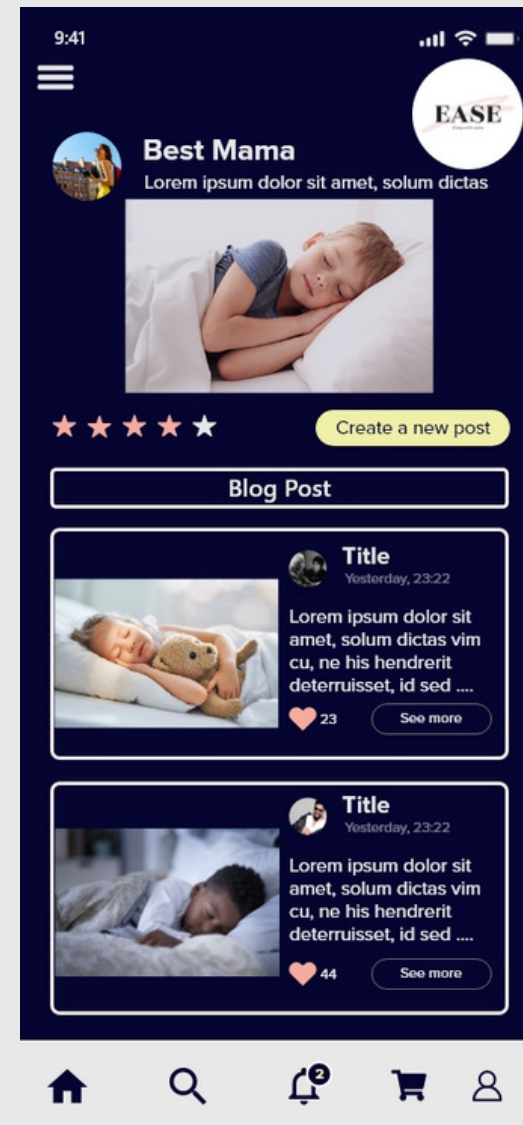 9:41
EASE
Best Mama
Lorem ipsum dolor sit amet, solum dictas
Create a new post
Blog Post
Title
Yesterday, 23:22
Lorem ipsum dolor sit
amet, solum dictas vim
cu, ne his hendrerit
deterruisset, id sed ....
23
See more
Title
Yesterday, 23:22
Lorem ipsum dolor sit
amet, solum dictas vim
cu, ne his hendrerit
deterruisset, id sed ....
44
See more
2